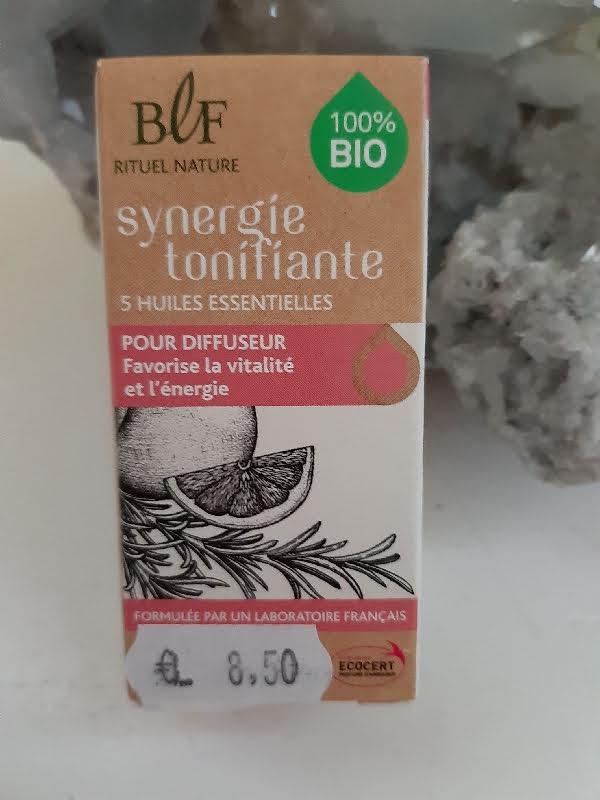 BLF
RITUEL NATURE
100%
BIO
synergie
tonifiante
5 HUILES ESSENTIELLES
POUR DIFFUSEUR
Favorise la vitalité
et l'énergie
FORMULÉE PAR UN LABORATOIRE FRANÇAIS
€ 8,50
ECOCERT